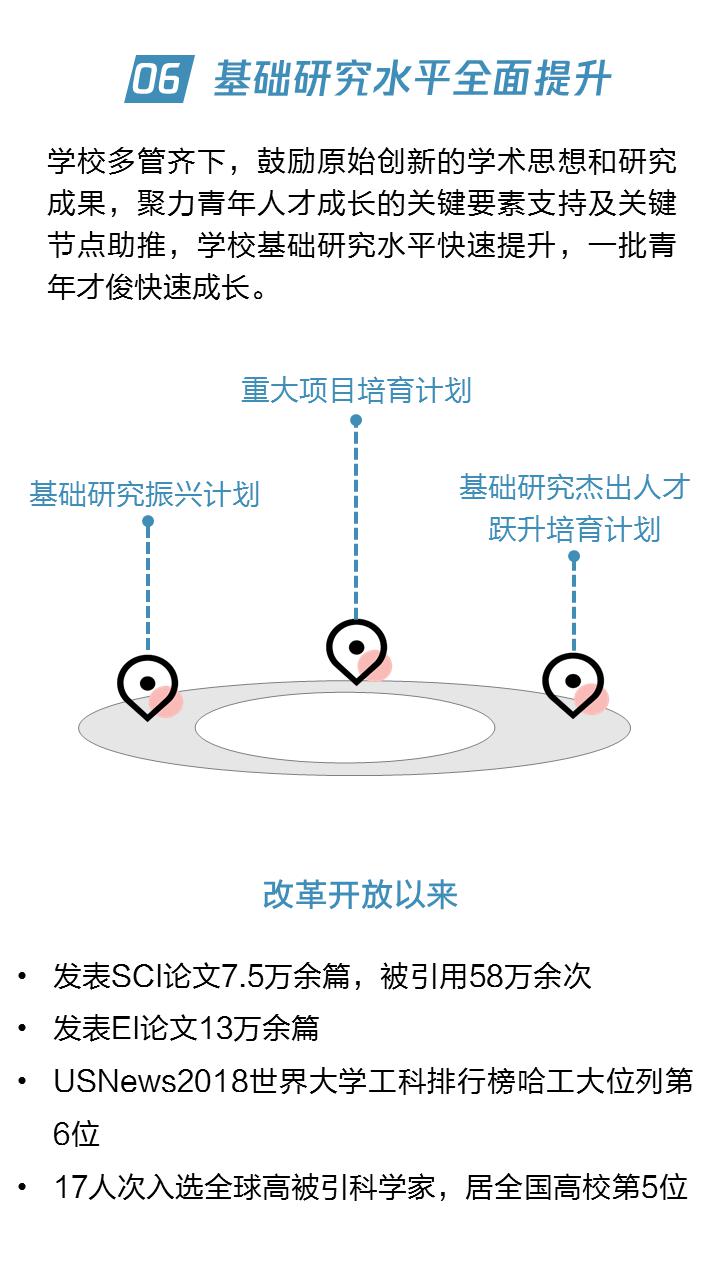 06 基础研究水平全面提升
学校多管齐下，鼓励原始创新的学术思想和研究
成果，聚力青年人才成长的关键要素支持及关键
节点助推，学校基础研究水平快速提升，一批青
年才俊快速成长。
重大项目培育计划
基础研究振兴计划
基础研究杰出人才
跃升培育计划
改革开放以来
• 发表SCI论文7.5万余篇，被引用58万余次
• 发表EI论文13万余篇
• USNews2018世界大学工科排行榜哈工大位列第
6位
• 17人次入选全球高被引科学家，居全国高校第5位